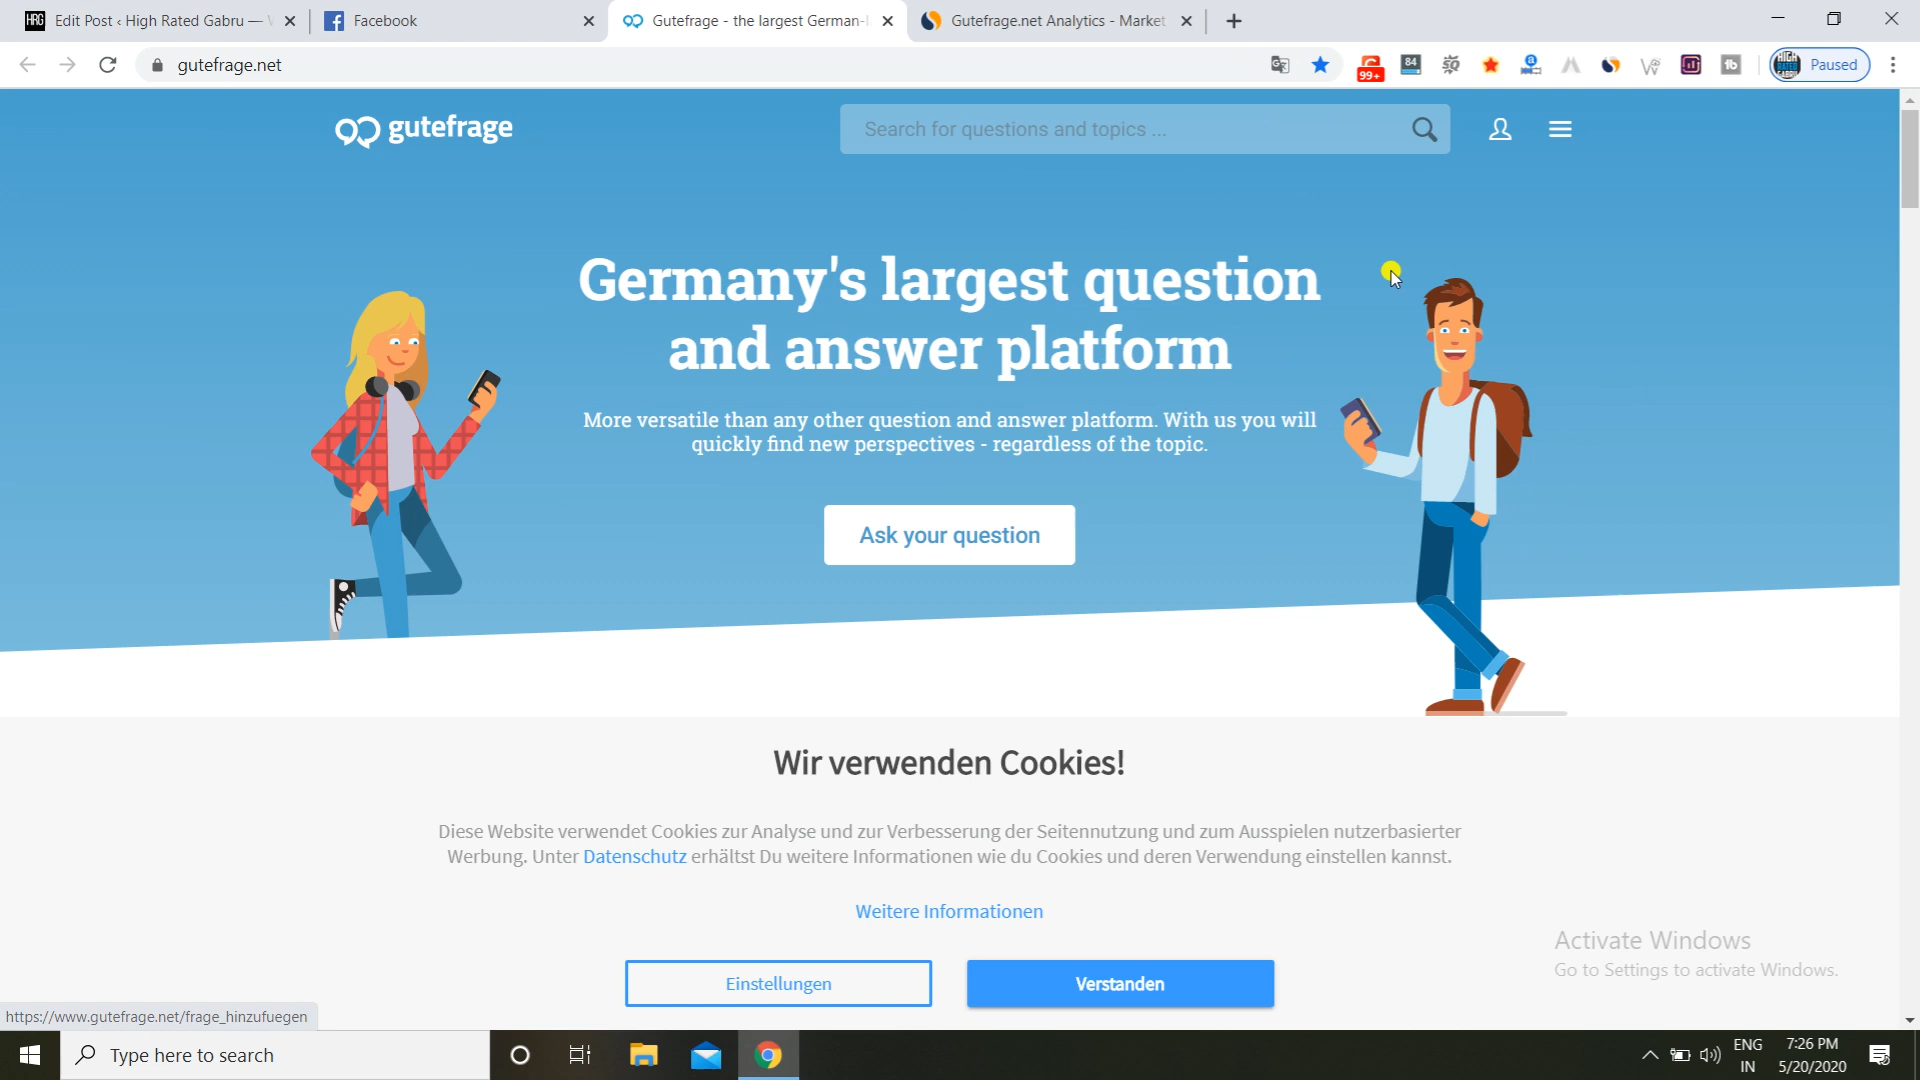 HRG Edit Post ‹ High Rated Gabru —
Facebook
Gutefrage - the largest German-
Gutefrage.net Analytics - Market
gutefrage.net
99+
84
Paused
gutefrage
Search for questions and topics ...
Germany's largest question
and answer platform
More versatile than any other question and answer platform. With us you will
quickly find new perspectives - regardless of the topic.
Ask your question
Wir verwenden Cookies!
Diese Website verwendet Cookies zur Analyse und zur Verbesserung der Seitennutzung und zum Ausspielen nutzerbasierter
Werbung. Unter Datenschutz erhältst Du weitere Informationen wie du Cookies und deren Verwendung einstellen kannst.
Weitere Informationen
Einstellungen
Verstanden
Activate Windows
Go to Settings to activate Windows.
https://www.gutefrage.net/frage_hinzufuegen
Type here to search
ENG
IN
7:26 PM
5/20/2020